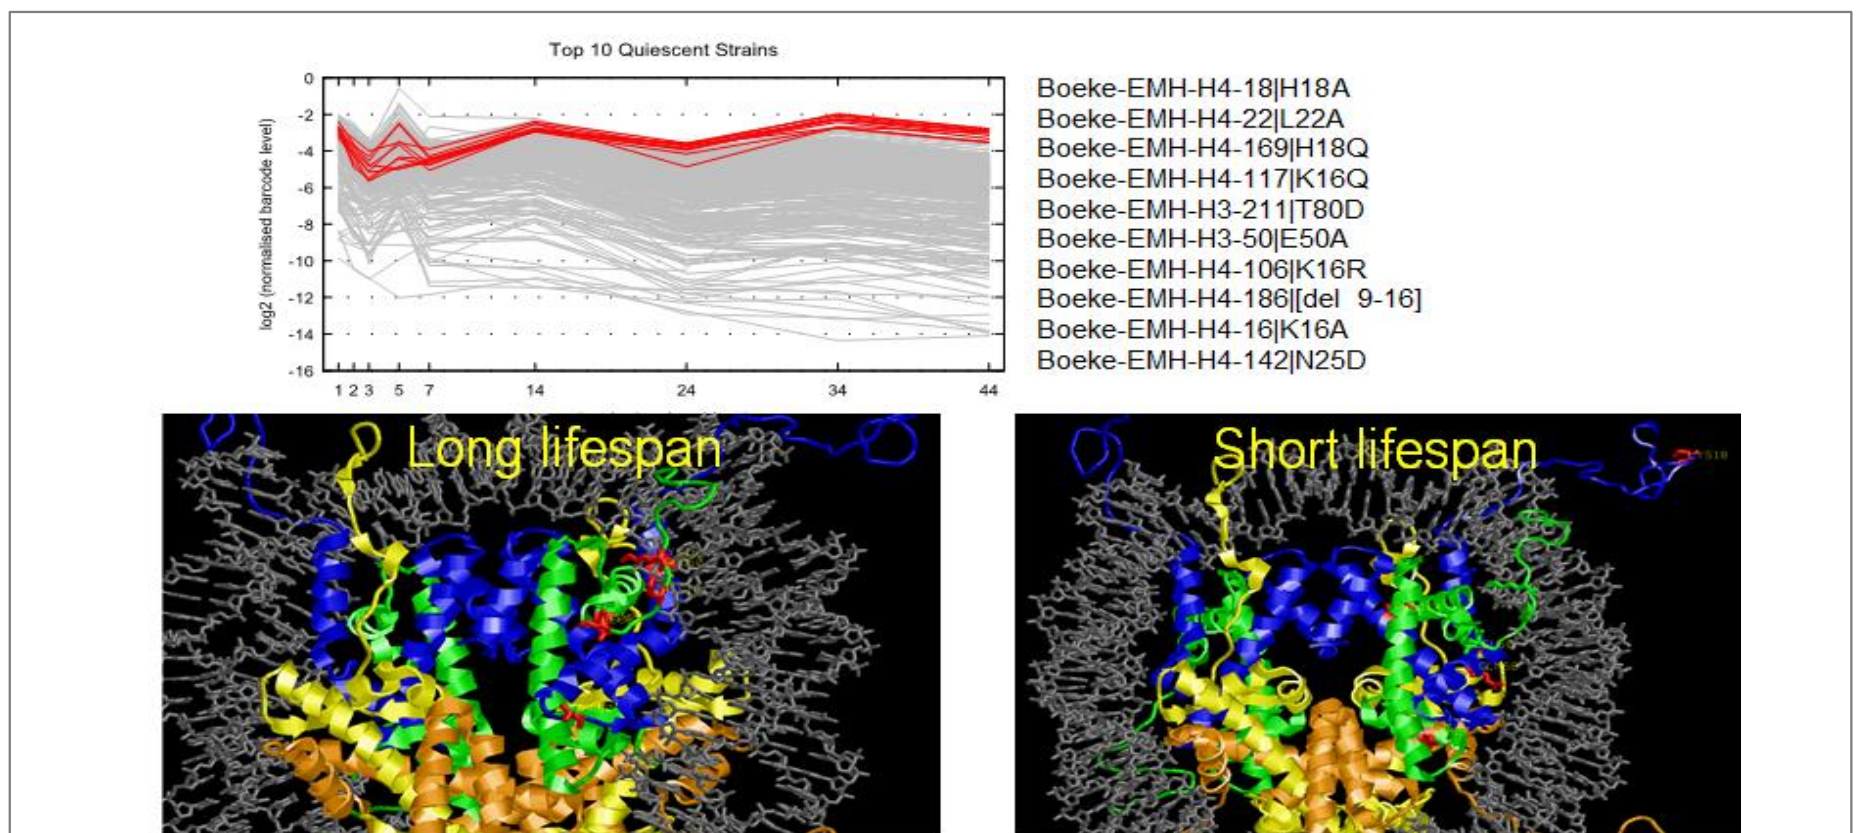 Top 10 Quiescent Strains
log2 (normalised barcode level)
0
-2
-4
-6
-8
-10
-12
-14
-16
1 2 3 5 7 14 24 34 44
Boeke-EMH-H4-18|H18A
Boeke-EMH-H4-22|L22A
Boeke-EMH-H4-169|H18Q
Boeke-EMH-H4-117|K16Q
Boeke-EMH-H3-211|T80D
Boeke-EMH-H3-50|E50A
Boeke-EMH-H4-106|K16R
Boeke-EMH-H4-186|[del 9-16]
Boeke-EMH-H4-16|K16A
Boeke-EMH-H4-142|N25D
Long lifespan
Short lifespan